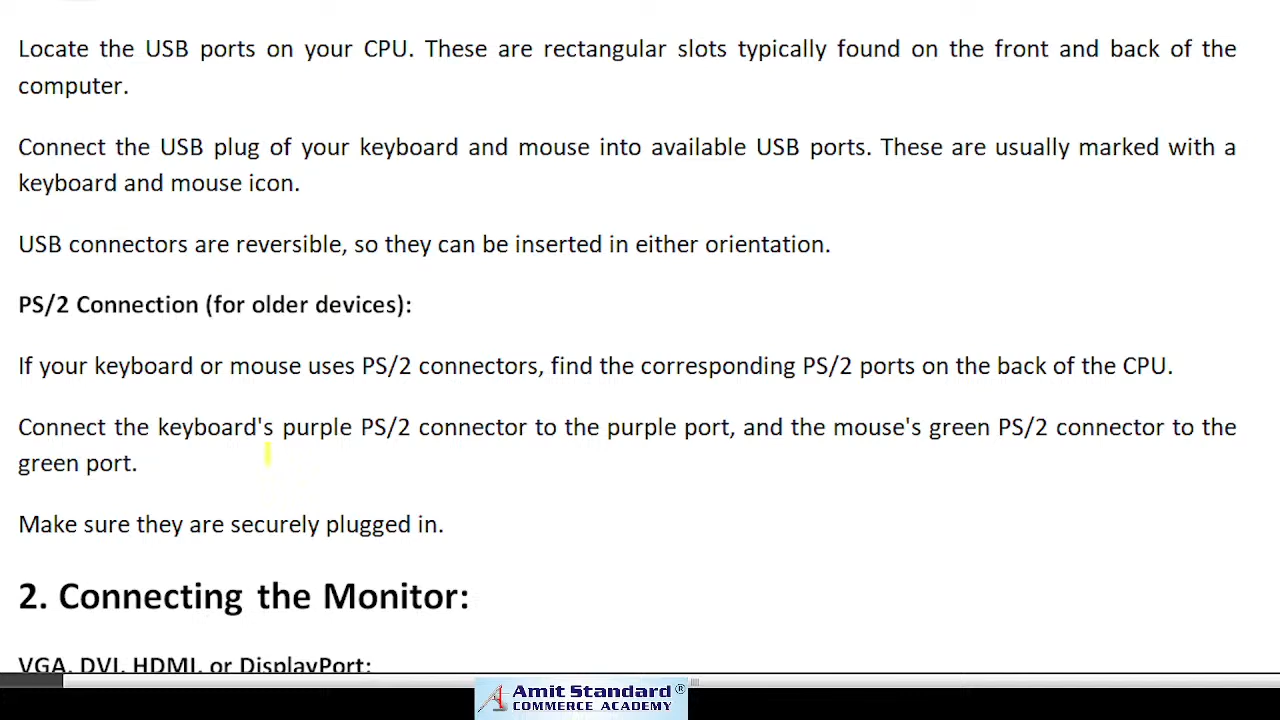 Locate the USB ports on your CPU. These are rectangular slots typically found on the front and back of the
computer.
Connect the USB plug of your keyboard and mouse into available USB ports. These are usually marked with a
keyboard and mouse icon.
USB connectors are reversible, so they can be inserted in either orientation.
PS/2 Connection (for older devices):
If your keyboard or mouse uses PS/2 connectors, find the corresponding PS/2 ports on the back of the CPU.
Connect the keyboard's purple PS/2 connector to the purple port, and the mouse's green PS/2 connector to the
green port.
Make sure they are securely plugged in.
2. Connecting the Monitor:
VGA, DVI, HDMI, or DisplayPort:
Amit Standard®
COMMERCE ACADEMY